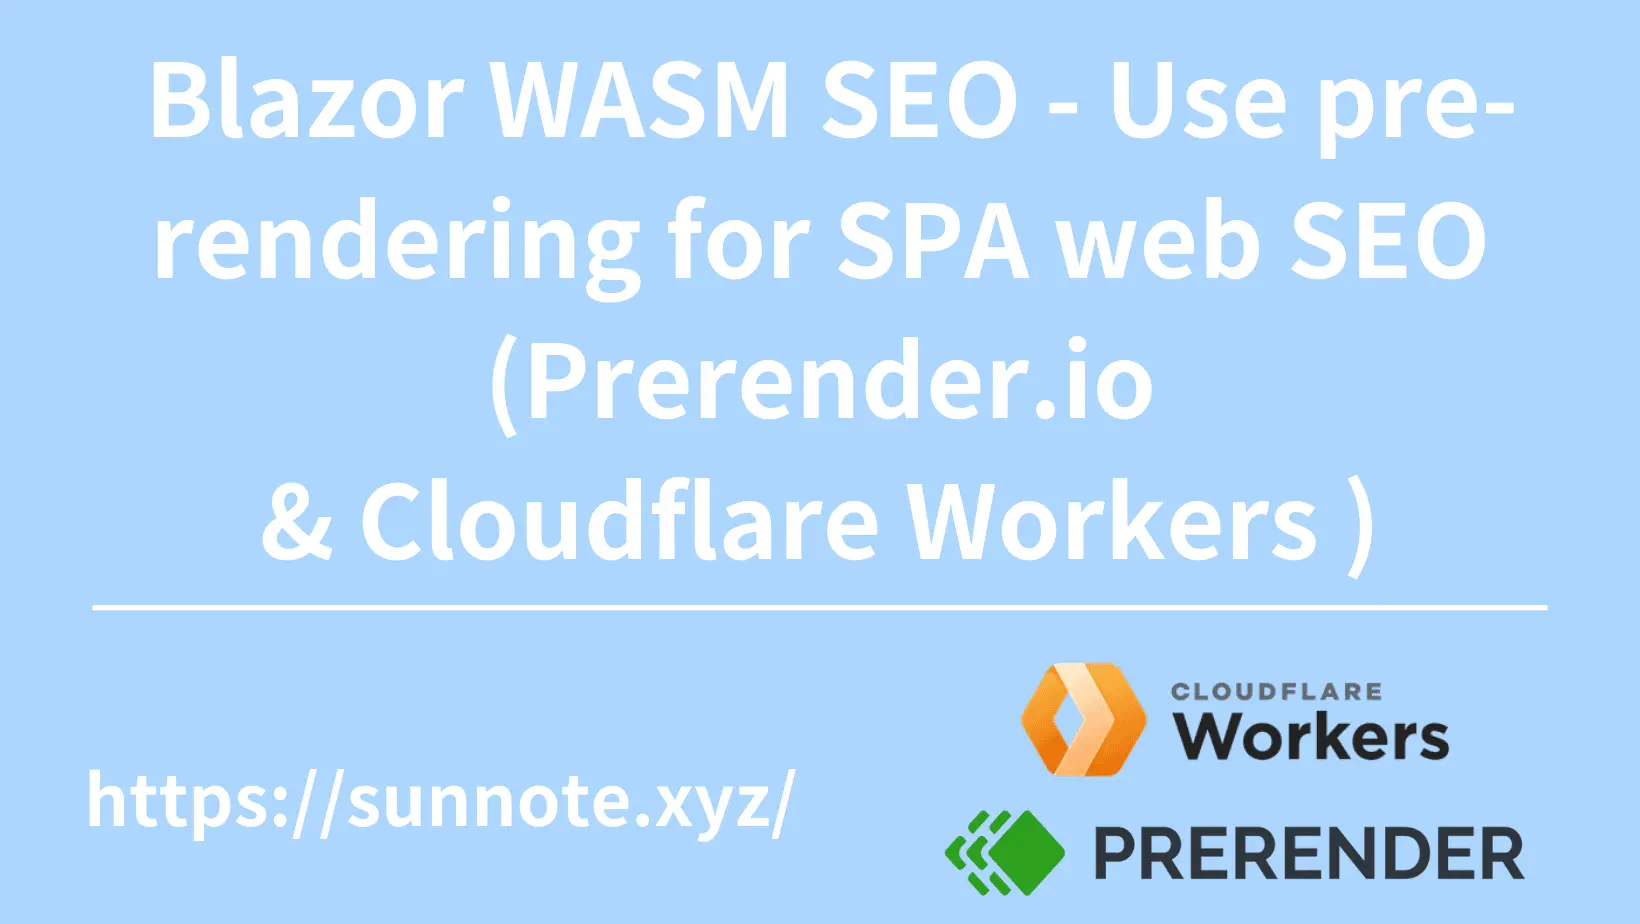 Blazor WASM SEO - Use pre-
rendering for SPA web SEO
(Prerender.io
& Cloudflare Workers )
CLOUDFLARE
Workers
https://sunnote.xyz/
PRERENDER